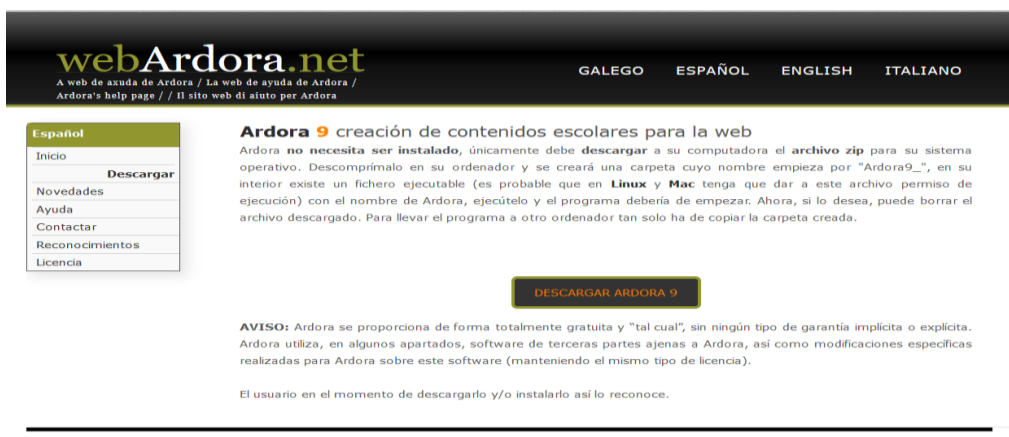 webArdora.net
A web de axuda de Ardora / La web de ayuda de Ardora /
Ardora's help page / / Il sito web di aiuto per Ardora
GALEGO ESPAÑOL ENGLISH ITALIANO
Español
Inicio
Descargar
Novedades
Ayuda
Contactar
Reconocimientos
Licencia
Ardora 9 creación de contenidos escolares para la web
Ardora no necesita ser instalado, únicamente debe descargar a su computadora el archivo zip para su sistema
operativo. Descomprímalo en su ordenador y se creará una carpeta cuyo nombre empieza por "Ardora9_", en su
interior existe un fichero ejecutable (es probable que en Linux y Mac tenga que dar a este archivo permiso de
ejecución) con el nombre de Ardora, ejecútelo y el programa debería de empezar. Ahora, si lo desea, puede borrar el
archivo descargado. Para llevar el programa a otro ordenador tan solo ha de copiar la carpeta creada.
DESCARGAR ARDORA 9
AVISO: Ardora se proporciona de forma totalmente gratuita y “tal cual”, sin ningún tipo de garantía implícita o explícita.
Ardora utiliza, en algunos apartados, software de terceras partes ajenas a Ardora, así como modificaciones específicas
realizadas para Ardora sobre este software (manteniendo el mismo tipo de licencia).
El usuario en el momento de descargarlo y/o instalarlo así lo reconoce.